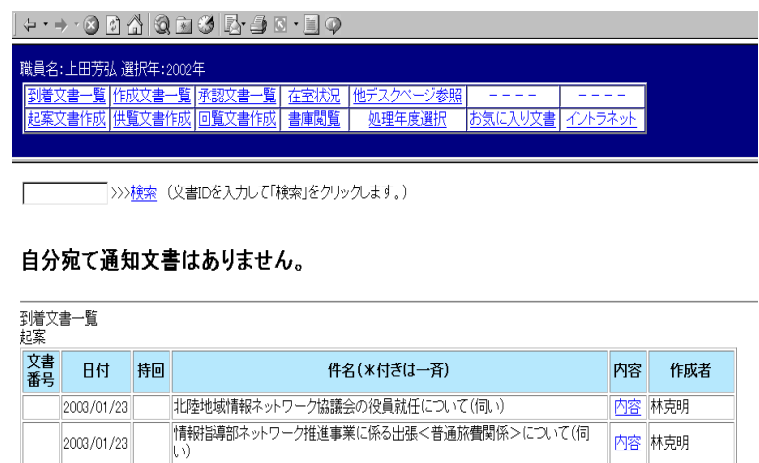 職員名:上田芳弘 選択年:2002年
到着文書一覧 作成文書一覧 承認文書一覧 在室状況 他デスクページ参照 ---- ----
起案文書作成 供覧文書作成 回覧文書作成 書庫閲覧 処理年度選択 お気に入り文書 イントラネット
>>>検索 (文書IDを入力して「検索」をクリックします。)
自分宛て通知文書はありません。
到着文書一覧
起案
文書番号 日付 持回 件名(*付きは一斉) 内容 作成者
2003/01/23 北陸地域情報ネットワーク協議会の役員就任について(伺い) 内容 林克明
2003/01/23 情報指導部ネットワーク推進事業に係る出張<普通旅費関係>について(伺い) 内容 林克明